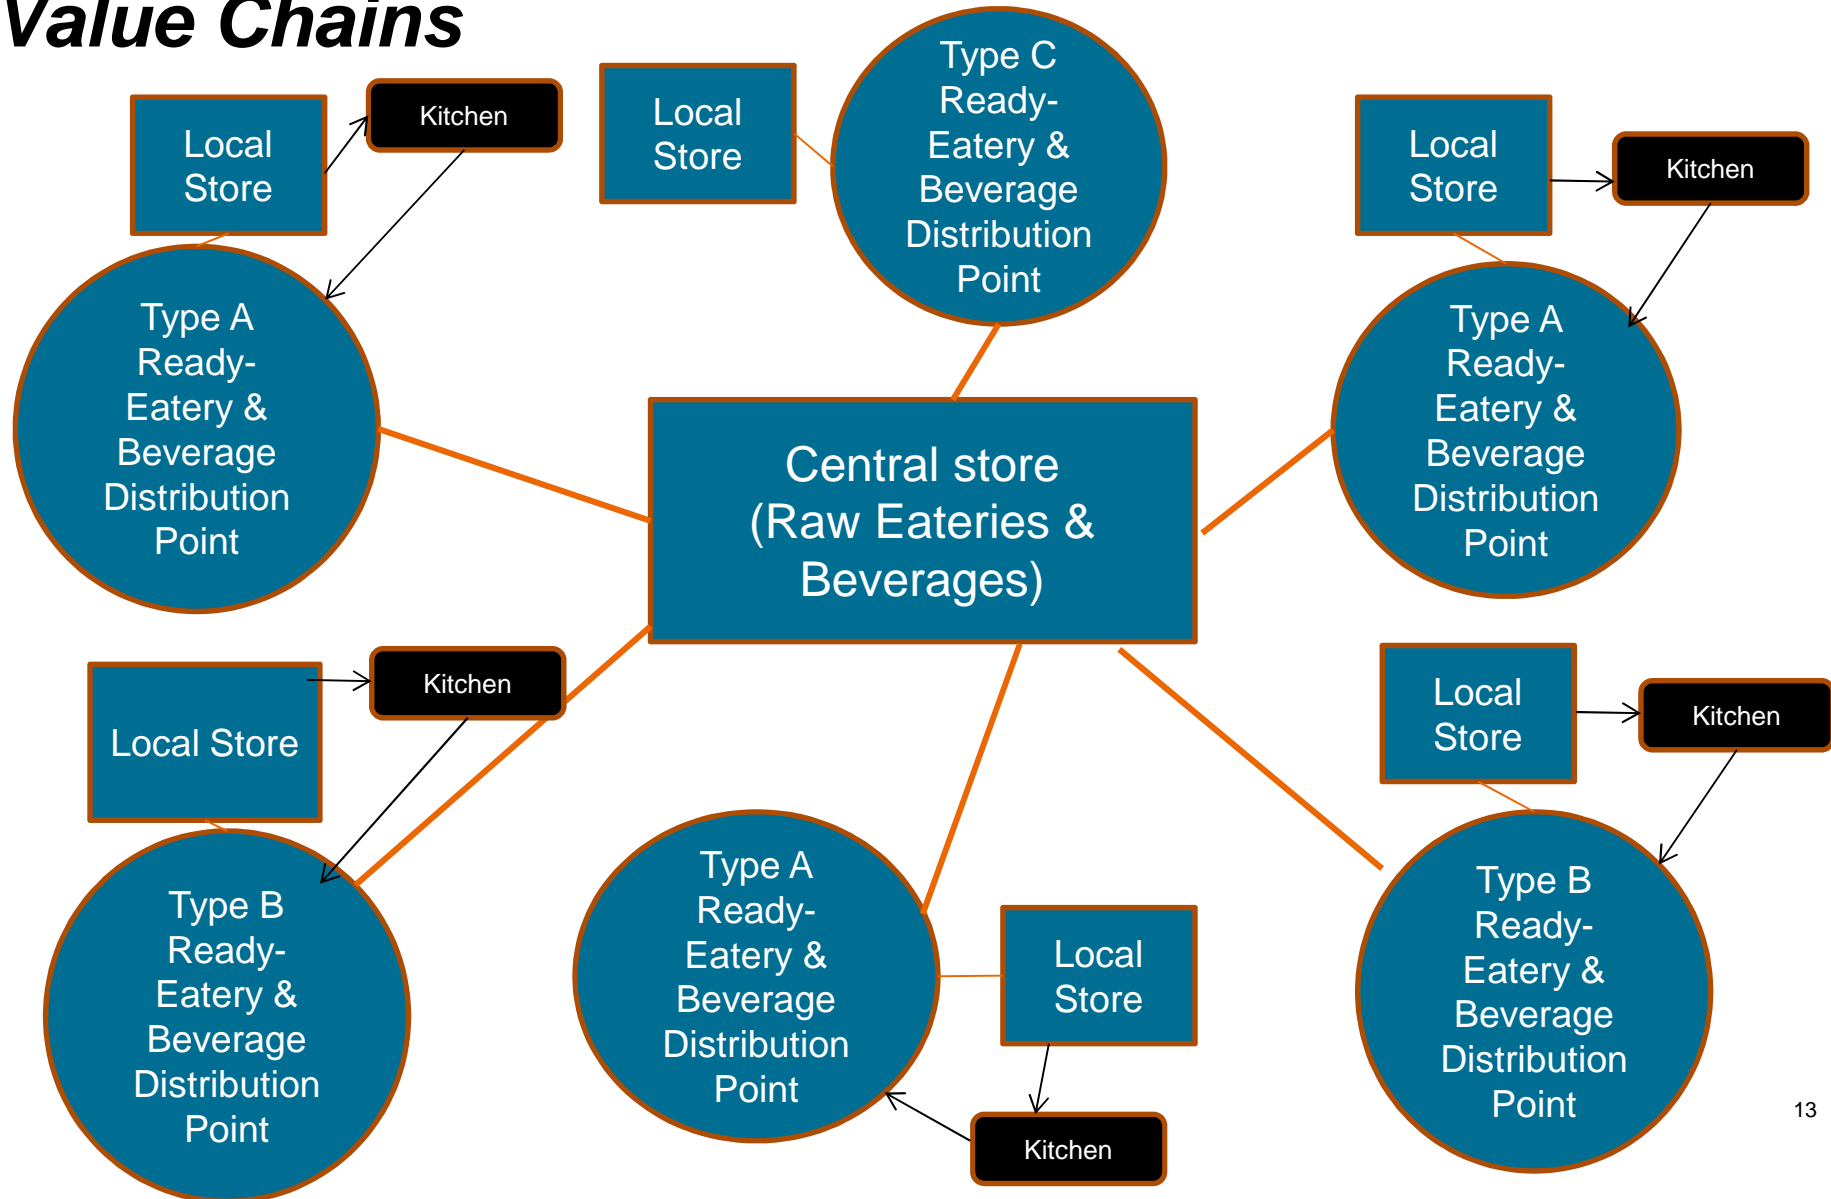 Value Chains
Local
Store
Kitchen
Type A
Ready-
Eatery &
Beverage
Distribution
Point
Local
Store
Type C
Ready-
Eatery &
Beverage
Distribution
Point
Local
Store
Kitchen
Type A
Ready-
Eatery &
Beverage
Distribution
Point
Central store
(Raw Eateries &
Beverages)
Local Store
Kitchen
Type B
Ready-
Eatery &
Beverage
Distribution
Point
Type A
Ready-
Eatery &
Beverage
Distribution
Point
Local
Store
Kitchen
Local
Store
Kitchen
Type B
Ready-
Eatery &
Beverage
Distribution
Point
13